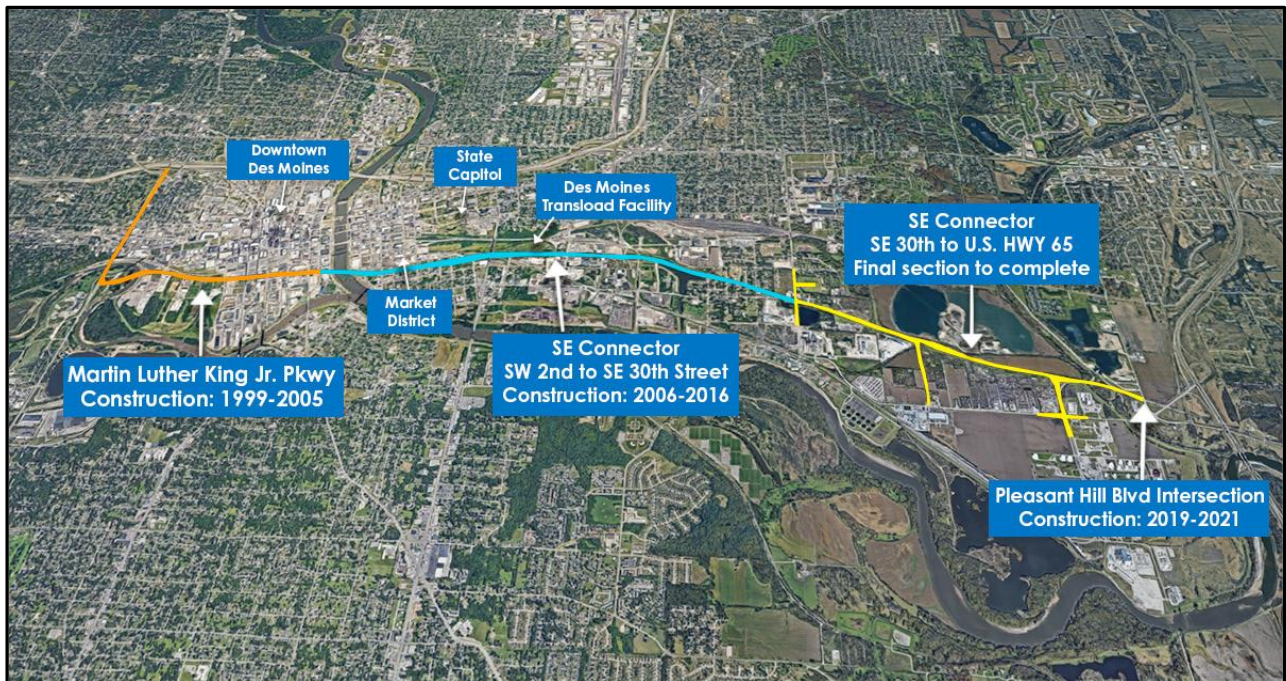 Downtown
Des Moines
State
Capitol
Des Moines
Transload Facility
SE Connector
SE 30th to U.S. HWY 65
Final section to complete
Market
District
Martin Luther King Jr. Pkwy
Construction: 1999-2005
SE Connector
SW 2nd to SE 30th Street
Construction: 2006-2016
Pleasant Hill Blvd Intersection
Construction: 2019-2021